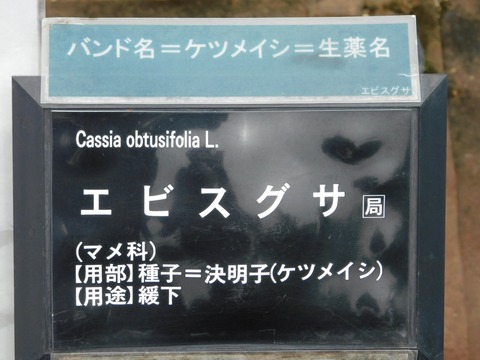 バンド名＝ケツメイシ＝生薬名
エビスグサ
Cassia obtusifolia L.
エビスグサ 局
(マメ科)
【用部】種子＝決明子(ケツメイシ)
【用途】緩下